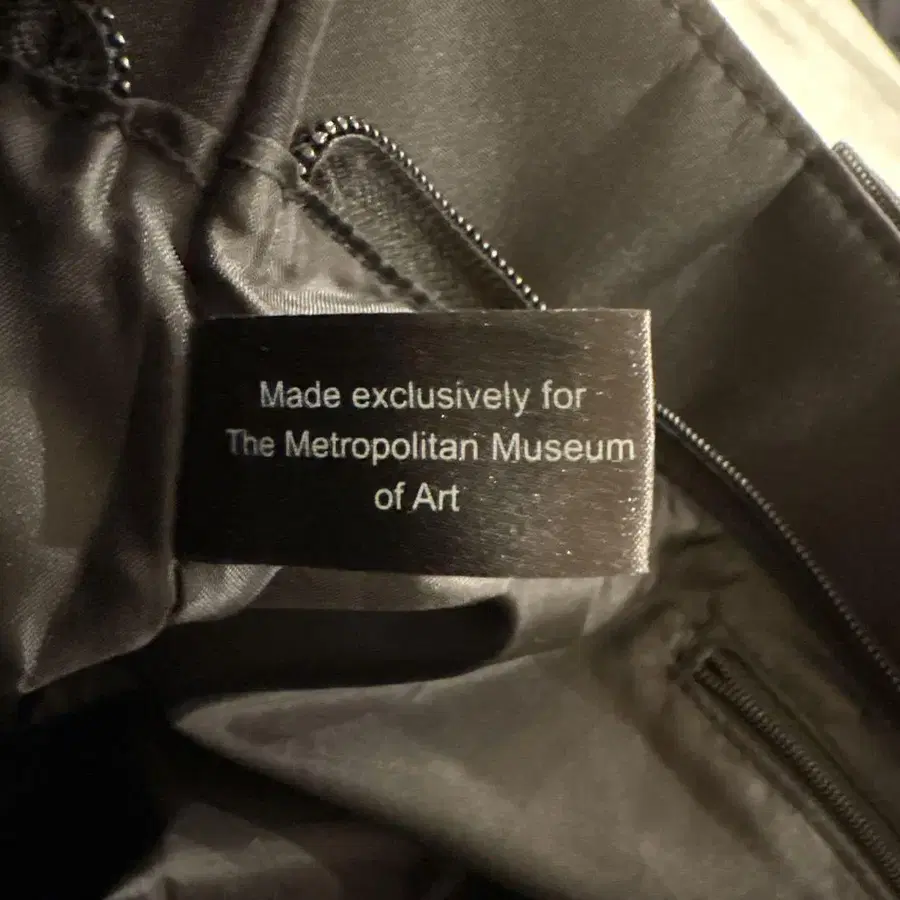 Made exclusively for
The Metropolitan Museum
of Art